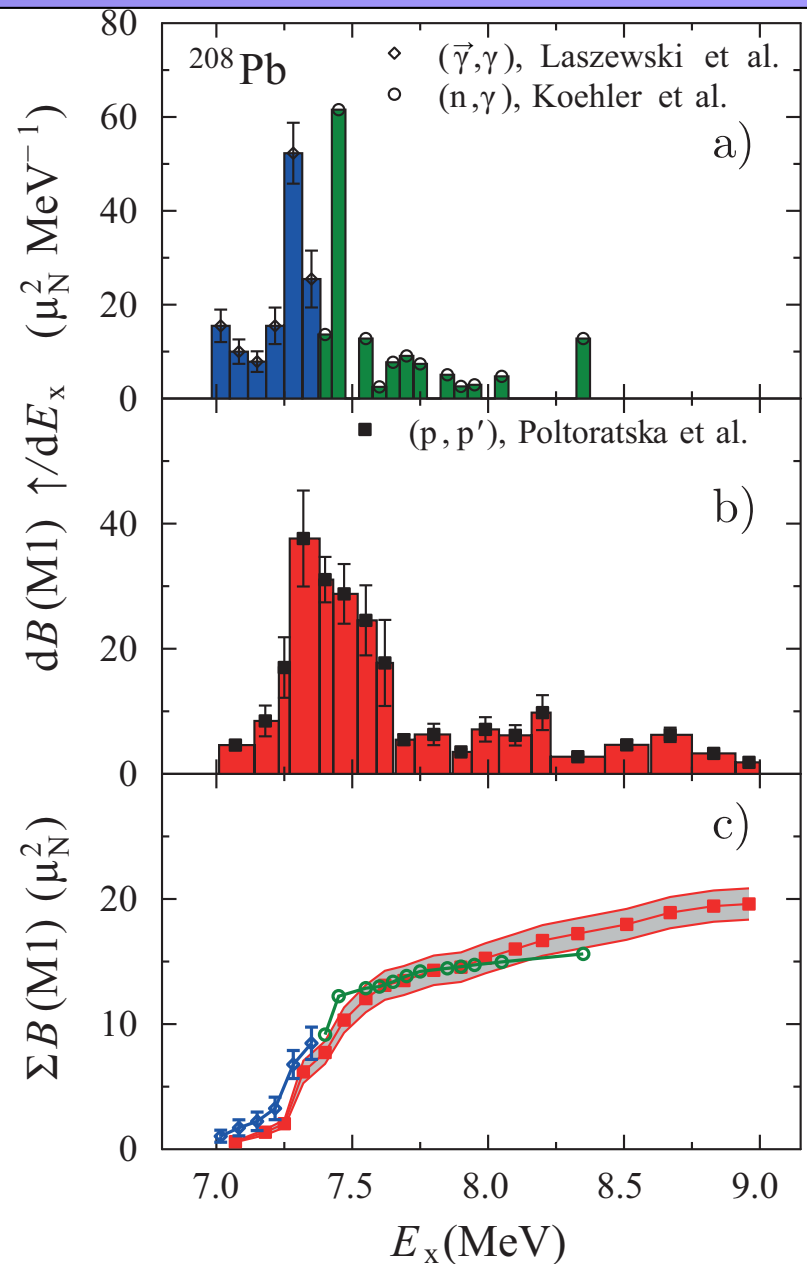 80
60
40
20
0
²⁰⁸Pb
(γ⃗,γ), Laszewski et al.
(n,γ), Koehler et al.
a)
dB(M1)↑/dEₓ (μ_N² MeV⁻¹)
40
20
0
(p,p′), Poltoratska et al.
b)
ΣB(M1) (μ_N²)
20
10
0
c)
7.0 7.5 8.0 8.5 9.0
Eₓ(MeV)